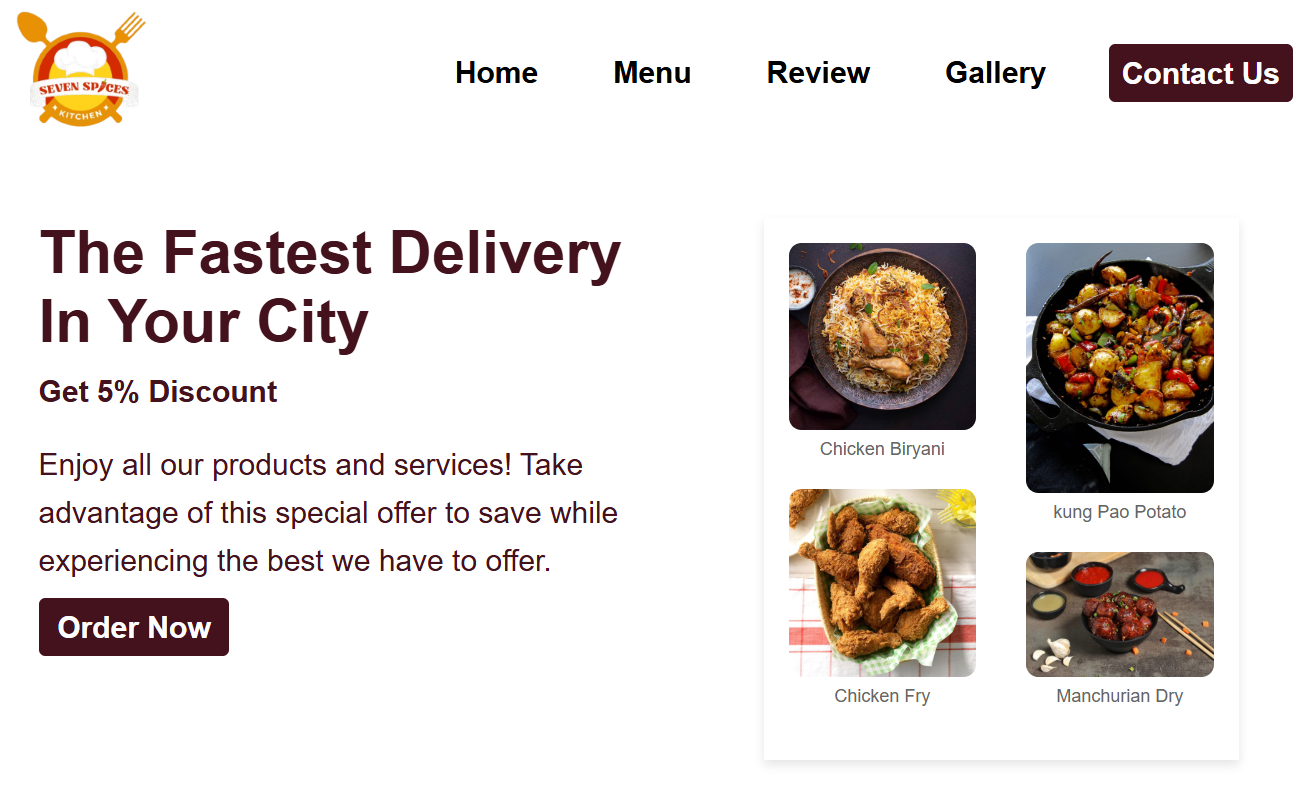 SEVEN SPICES
KITCHEN
Home
Menu
Review
Gallery
Contact Us
The Fastest Delivery
In Your City
Get 5% Discount
Enjoy all our products and services! Take
advantage of this special offer to save while
experiencing the best we have to offer.
Order Now
Chicken Biryani
kung Pao Potato
Chicken Fry
Manchurian Dry